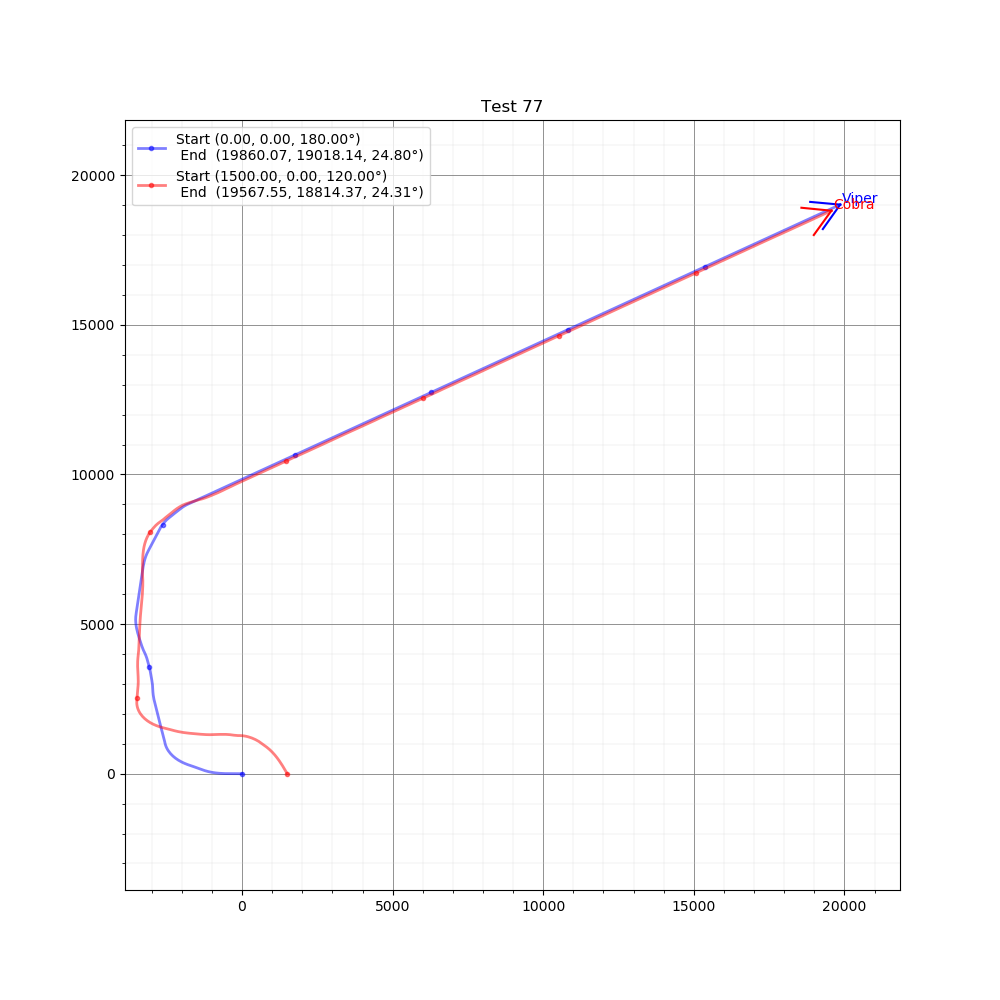 Test 77
Start (0.00, 0.00, 180.00°)
End  (19860.07, 19018.14, 24.80°)
Start (1500.00, 0.00, 120.00°)
End  (19567.55, 18814.37, 24.31°)
Viper
Cobra
20000
15000
10000
5000
0
0
5000
10000
15000
20000